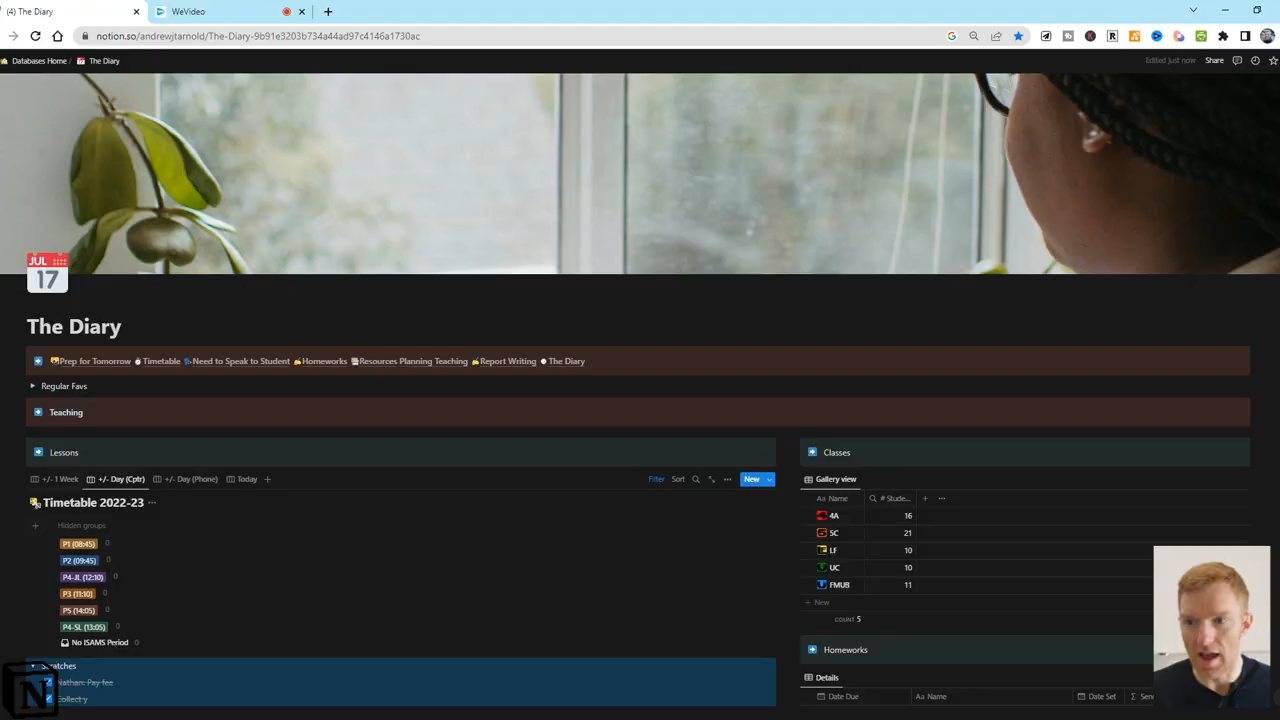 (4) The Diary
WeVideo
notion.so/andrewjtarnold/The-Diary-9b91e3203b734a44ad97c4146a1730ac
Databases Home / The Diary
Edited just now Share
JUL
17
The Diary
Prep for Tomorrow Timetable Need to Speak to Student Homeworks Resources Planning Teaching Report Writing The Diary
Regular Favs
Teaching
Lessons
+/- 1 Week +/- Day (Cptr) +/- Day (Phone) Today
Filter Sort New
Timetable 2022-23
Hidden groups
P1 (08:45) 0
P2 (09:45) 0
P4-JL (12:10) 0
P3 (11:10) 0
P5 (14:05) 0
P4-SL (13:05) 0
No ISAMS Period 0
Scratches
Nathan: Pay fee
Collect y
Classes
Gallery view
Aa Name # Stude...
4A 16
5C 21
LF 10
UC 10
FMUB 11
+ New
COUNT 5
Homeworks
Details
Date Due Aa Name Date Set Σ Sen